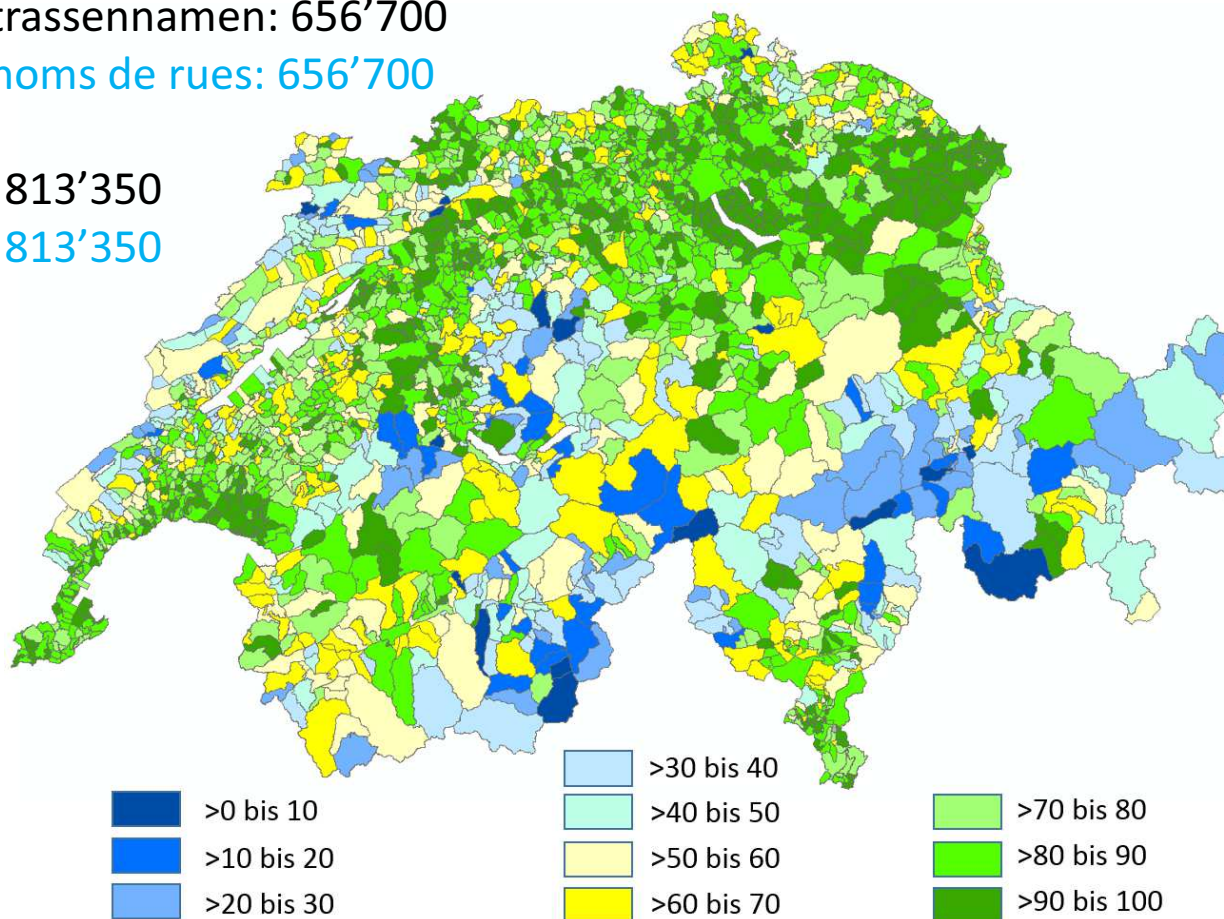 trassennamen: 656’700
noms de rues: 656’700
813’350
813’350
>0 bis 10
>10 bis 20
>20 bis 30
>30 bis 40
>40 bis 50
>50 bis 60
>60 bis 70
>70 bis 80
>80 bis 90
>90 bis 100